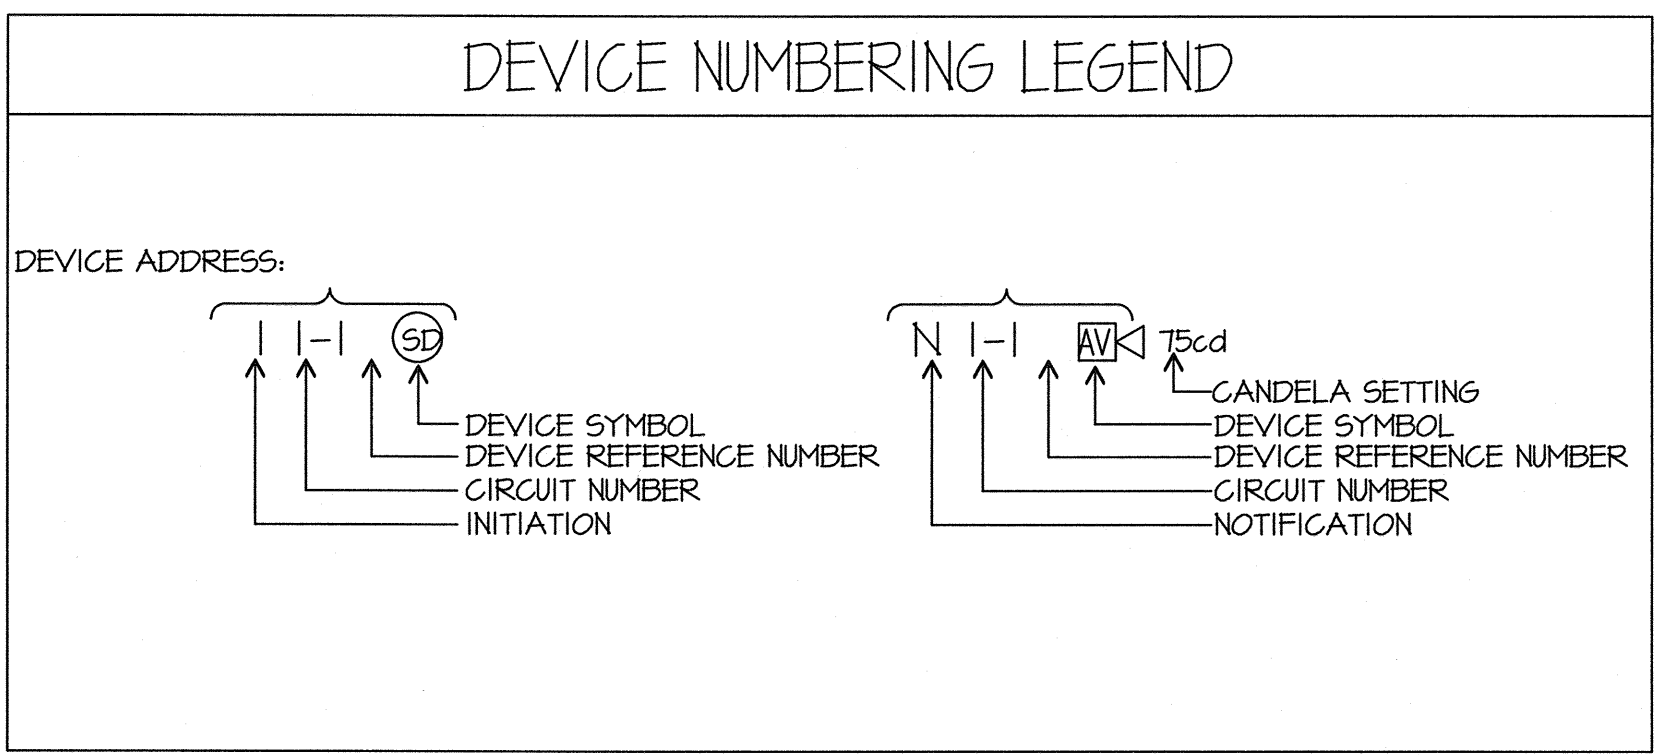 DEVICE NUMBERING LEGEND
DEVICE ADDRESS:
I 1-1 SD
DEVICE SYMBOL
DEVICE REFERENCE NUMBER
CIRCUIT NUMBER
INITIATION
N 1-1 AV 75cd
CANDELA SETTING
DEVICE SYMBOL
DEVICE REFERENCE NUMBER
CIRCUIT NUMBER
NOTIFICATION